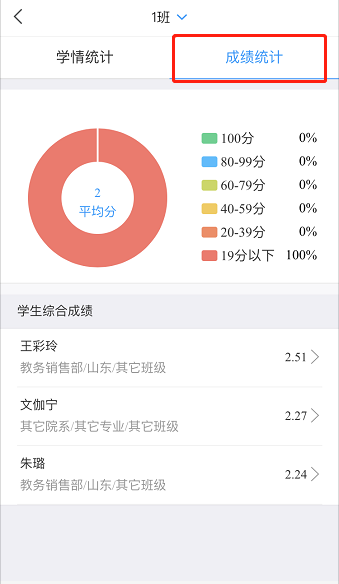 1班
学情统计 成绩统计
2
平均分
100分 0%
80-99分 0%
60-79分 0%
40-59分 0%
20-39分 0%
19分以下 100%
学生综合成绩
王彩玲
教务销售部/山东/其它班级
2.51
文伽宁
其它院系/其它专业/其它班级
2.27
朱璐
教务销售部/山东/其它班级
2.24